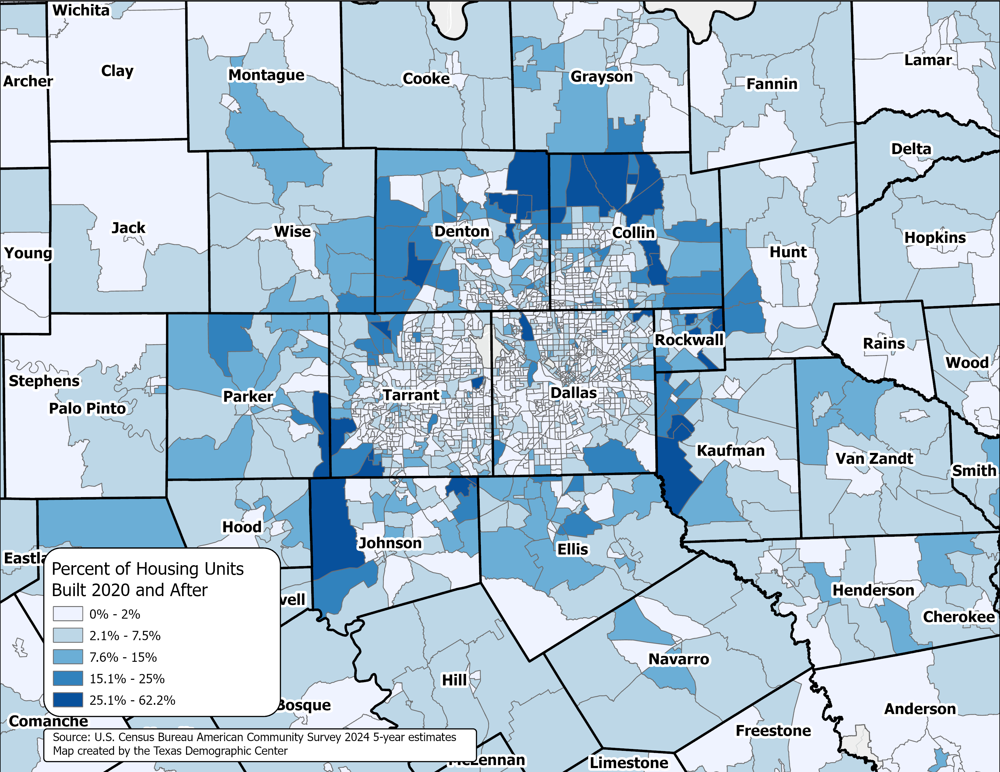 Wichita
Clay
Archer
Montague
Cooke
Grayson
Fannin
Lamar
Delta
Jack
Wise
Denton
Collin
Hunt
Hopkins
Young
Stephens
Palo Pinto
Parker
Tarrant
Dallas
Rockwall
Rains
Wood
Kaufman
Van Zandt
Smith
Hood
Johnson
Ellis
Eastla
Henderson
Cherokee
vell
Navarro
Hill
Bosque
Comanche
Anderson
Freestone
McLennan
Limestone
Percent of Housing Units
Built 2020 and After
0% - 2%
2.1% - 7.5%
7.6% - 15%
15.1% - 25%
25.1% - 62.2%
Source: U.S. Census Bureau American Community Survey 2024 5-year estimates
Map created by the Texas Demographic Center